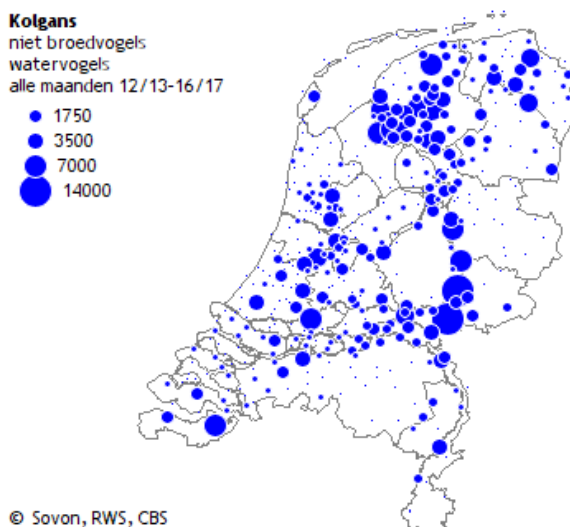 Kolgans
niet broedvogels
watervogels
alle maanden 12/13-16/17
1750
3500
7000
14000
© Sovon, RWS, CBS